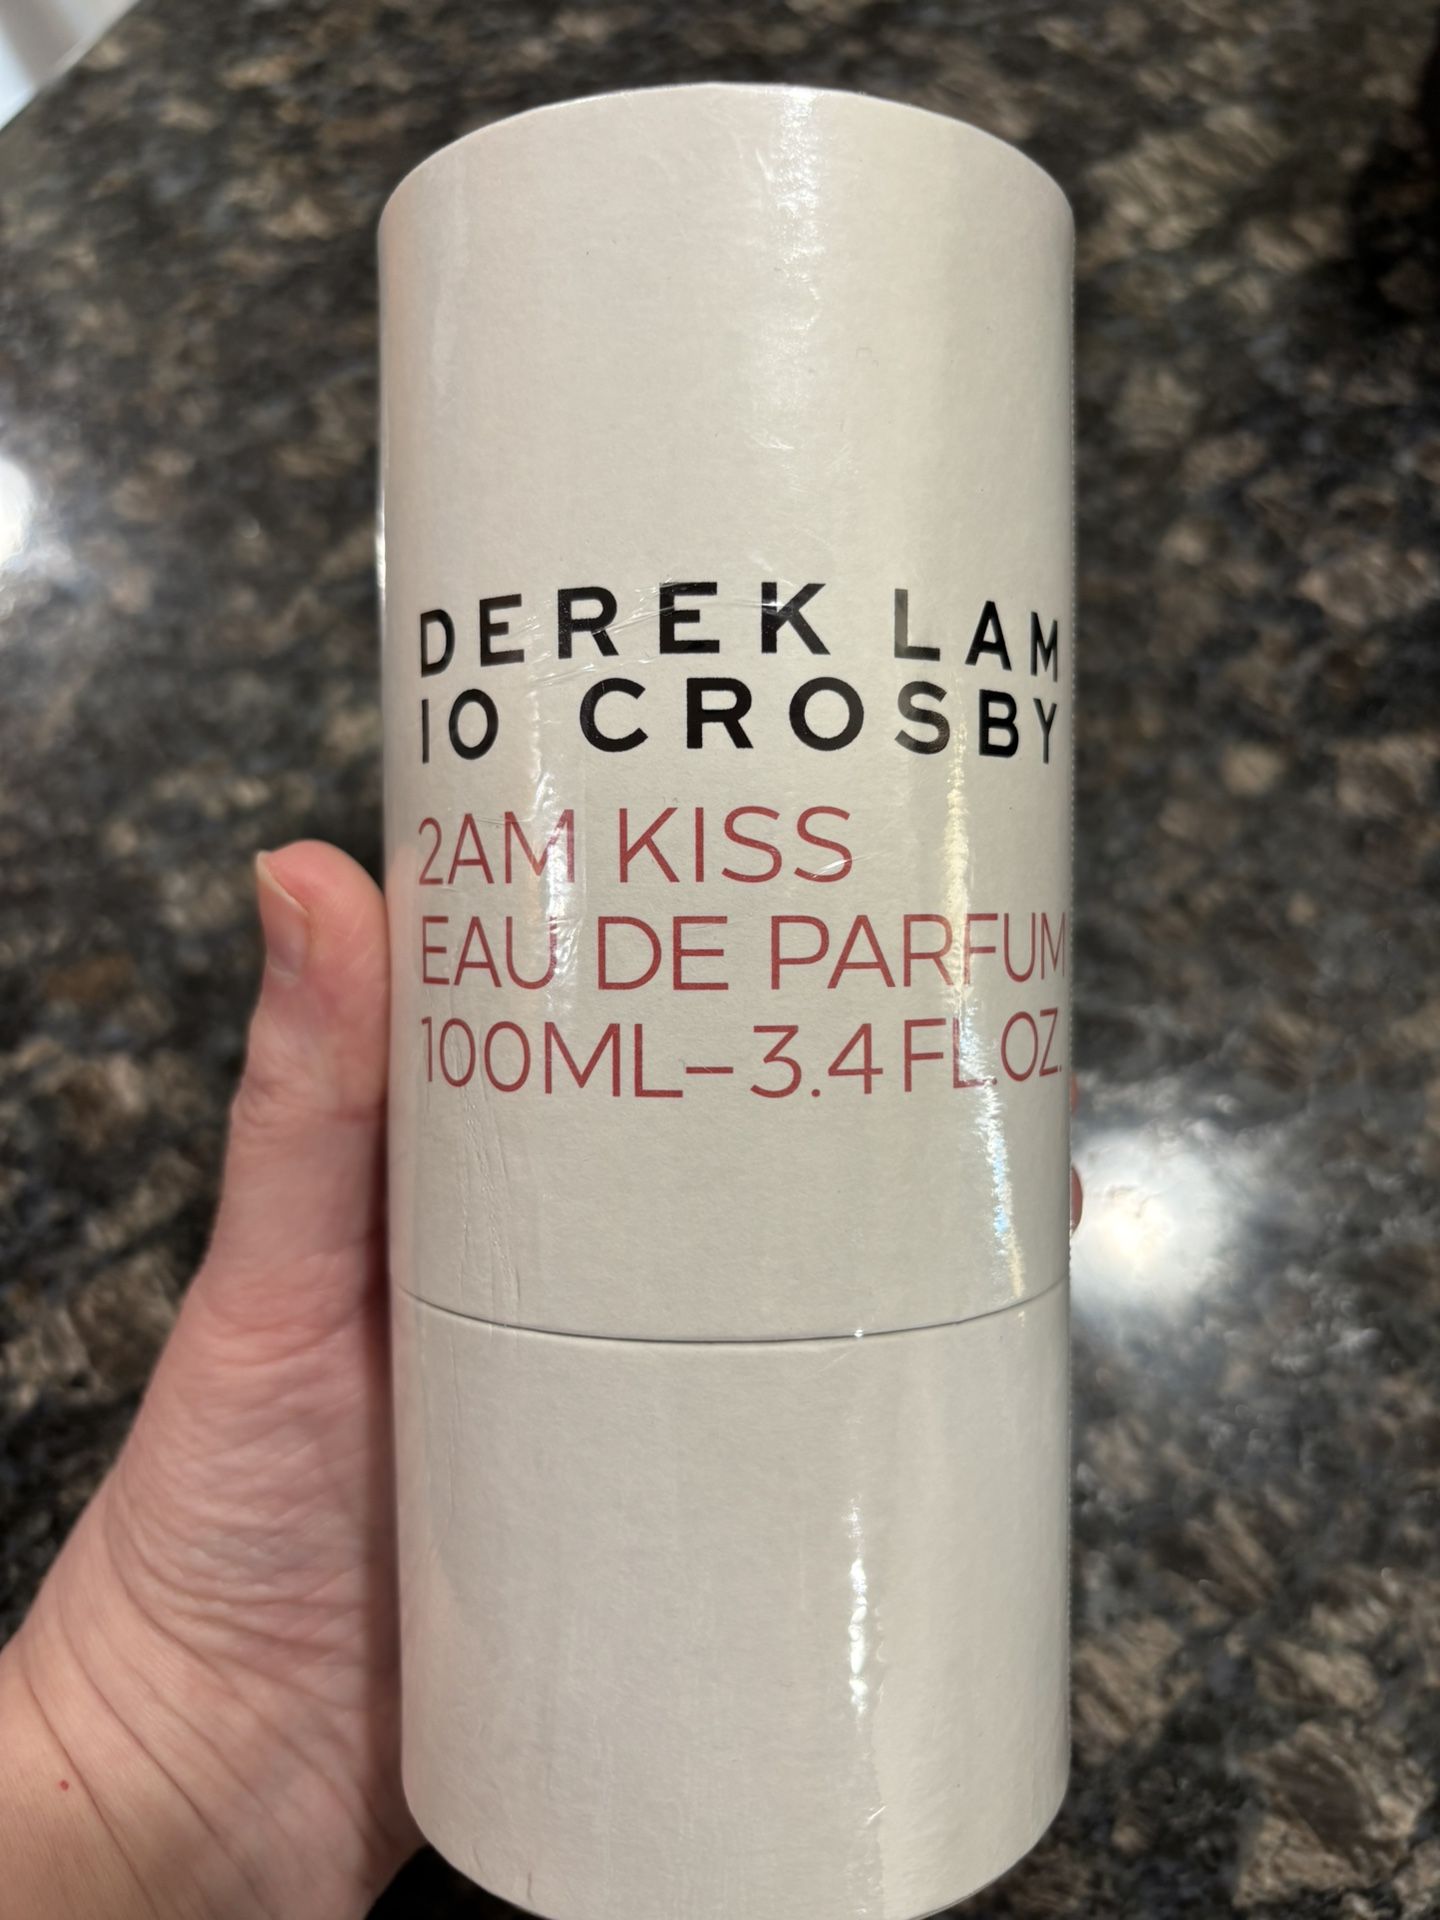 DEREK LAM
10 CROSBY
2AM KISS
EAU DE PARFUM
100ML–3.4 FL.OZ.